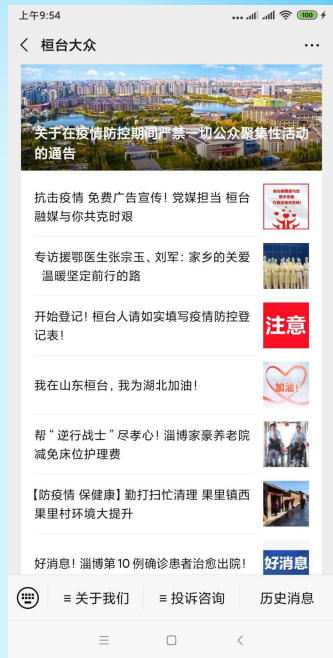 上午9:54
100
桓台大众
关于在疫情防控期间严禁一切公众聚集性活动
的通告
抗击疫情 免费广告宣传！党媒担当 桓台
融媒与你共克时艰
专访援鄂医生张宗玉、刘军：家乡的关爱
温暖坚定前行的路
开始登记！桓台人请如实填写疫情防控登
记表！
注意
我在山东桓台，我为湖北加油！
加油！
帮“逆行战士”尽孝心！淄博家豪养老院
减免床位护理费
【防疫情 保健康】勤打扫忙清理 果里镇西
果里村环境大提升
好消息！淄博第10例确诊患者治愈出院！
好消息
≡ 关于我们
≡ 投诉咨询
历史消息